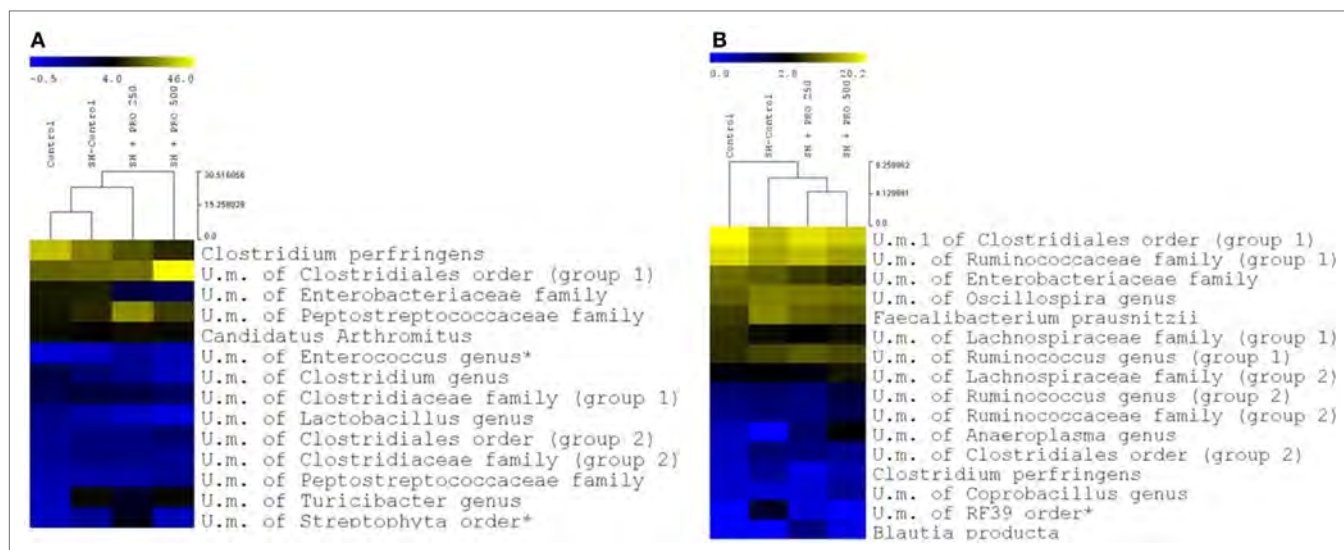 A
-0.5 4.0 46.0
Control
SH-Control
SH + PRO 250
SH + PRO 500
30.516056
15.258028
0.0
Clostridium perfringens
U.m. of Clostridiales order (group 1)
U.m. of Enterobacteriaceae family
U.m. of Peptostreptococcaceae family
Candidatus Arthromitus
U.m. of Enterococcus genus*
U.m. of Clostridium genus
U.m. of Clostridiaceae family (group 1)
U.m. of Lactobacillus genus
U.m. of Clostridiales order (group 2)
U.m. of Clostridiaceae family (group 2)
U.m. of Peptostreptococcaceae family
U.m. of Turicibacter genus
U.m. of Streptophyta order*
B
0.0 2.0
Control
SH-Control
SH + PRO 250
SH + PRO 500
0.0
U.m.1 of Clostridiales order (group 1)
U.m. of Ruminococcaceae family (group 1)
U.m. of Enterobacteriaceae family
U.m. of Oscillospira genus
Faecalibacterium prausnitzii
U.m. of Lachnospiraceae family (group 1)
U.m. of Ruminococcus genus (group 1)
U.m. of Lachnospiraceae family (group 2)
U.m. of Ruminococcus genus (group 2)
U.m. of Ruminococcaceae family (group 2)
U.m. of Anaeroplasma genus
U.m. of Clostridiales order (group 2)
Clostridium perfringens
U.m. of Coprobacillus genus
U.m. of RF39 order*
Blautia producta